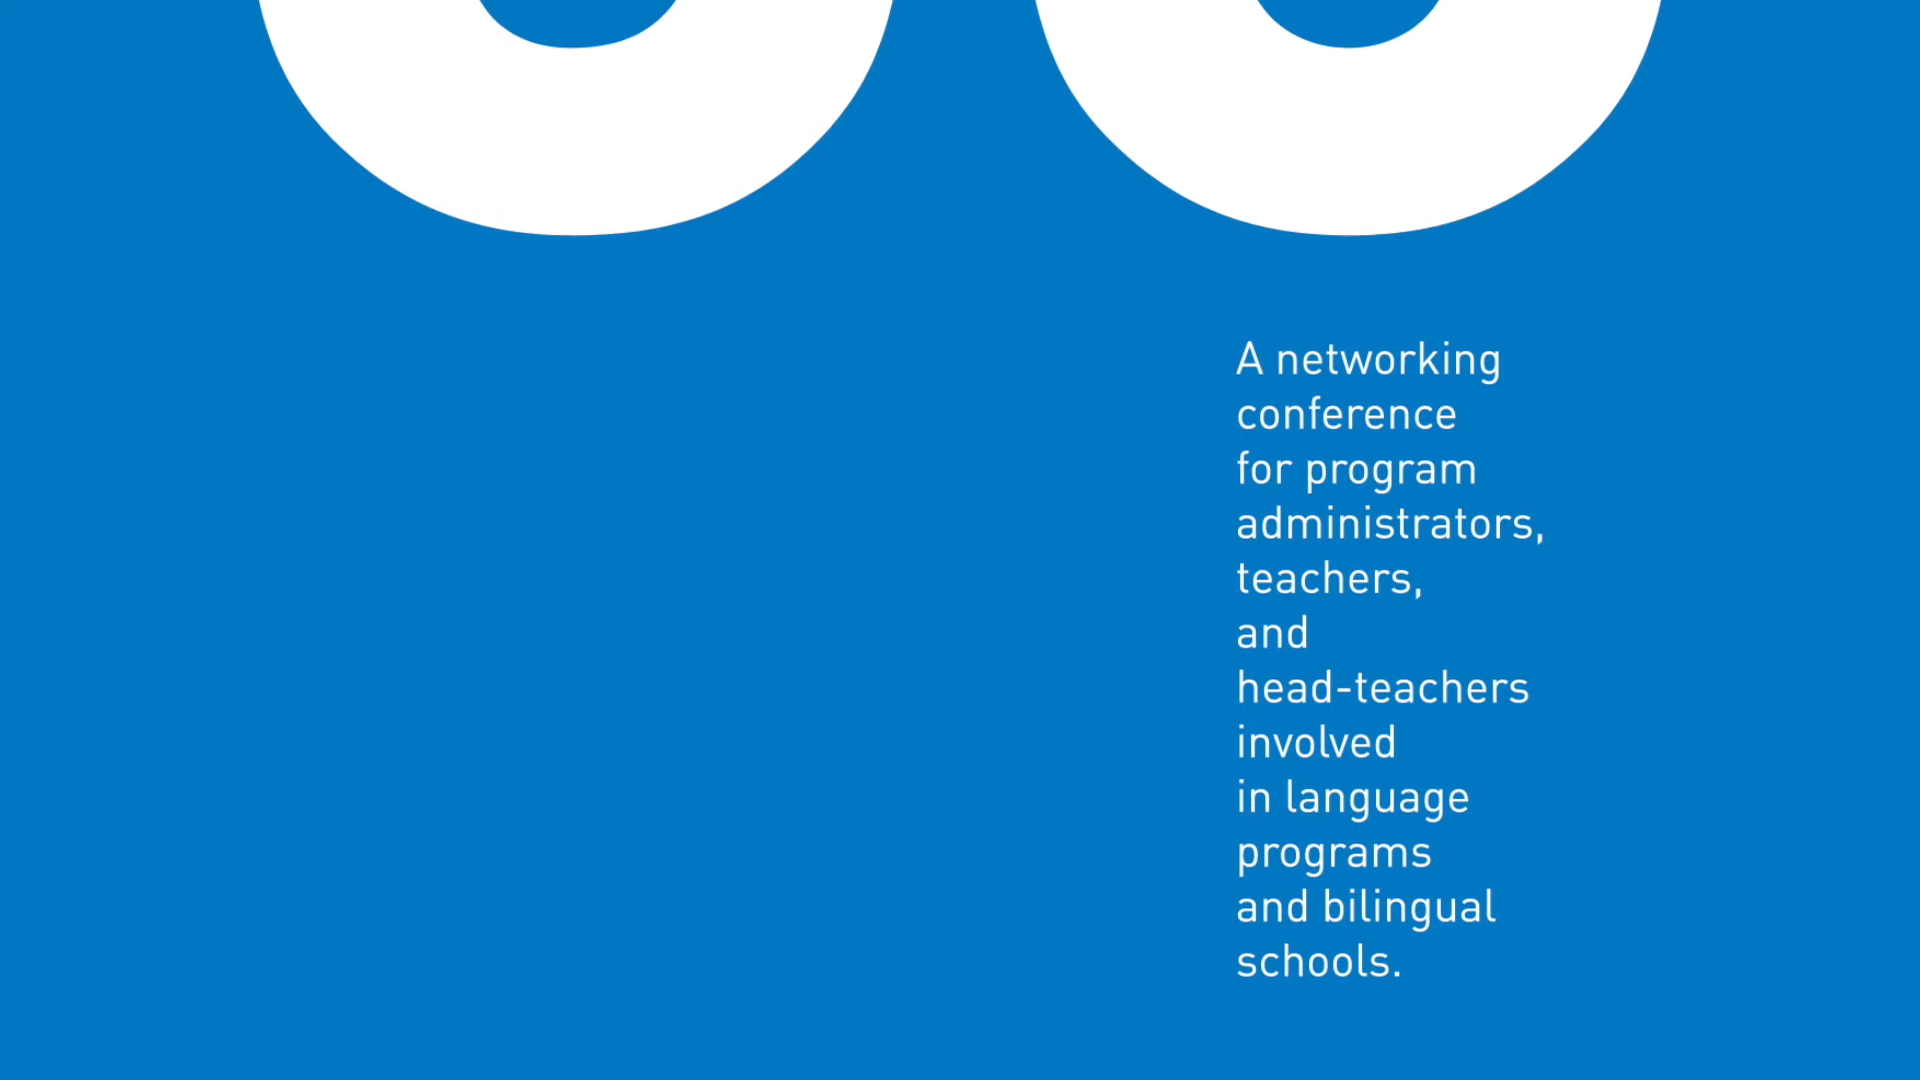 A networking
conference
for program
administrators,
teachers,
and
head-teachers
involved
in language
programs
and bilingual
schools.